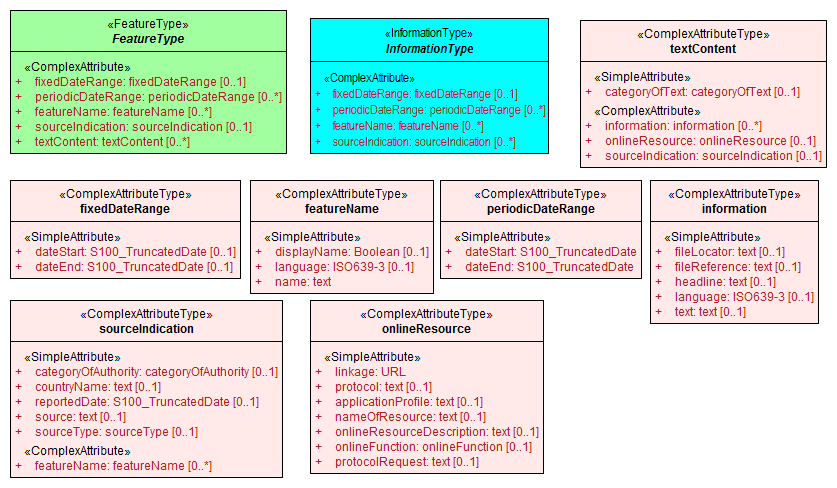 «FeatureType»
FeatureType
«ComplexAttribute»
+ fixedDateRange: fixedDateRange [0..1]
+ periodicDateRange: periodicDateRange [0..*]
+ featureName: featureName [0..*]
+ sourceIndication: sourceIndication [0..1]
+ textContent: textContent [0..*]
«InformationType»
InformationType
«ComplexAttribute»
+ fixedDateRange: fixedDateRange [0..1]
+ periodicDateRange: periodicDateRange [0..*]
+ featureName: featureName [0..*]
+ sourceIndication: sourceIndication [0..*]
«ComplexAttributeType»
textContent
«SimpleAttribute»
+ categoryOfText: categoryOfText [0..1]
«ComplexAttribute»
+ information: information [0..*]
+ onlineResource: onlineResource [0..1]
+ sourceIndication: sourceIndication [0..1]
«ComplexAttributeType»
fixedDateRange
«SimpleAttribute»
+ dateStart: S100_TruncatedDate [0..1]
+ dateEnd: S100_TruncatedDate [0..1]
«ComplexAttributeType»
featureName
«SimpleAttribute»
+ displayName: Boolean [0..1]
+ language: ISO639-3 [0..1]
+ name: text
«ComplexAttributeType»
periodicDateRange
«SimpleAttribute»
+ dateStart: S100_TruncatedDate
+ dateEnd: S100_TruncatedDate
«ComplexAttributeType»
information
«SimpleAttribute»
+ fileLocator: text [0..1]
+ fileReference: text [0..1]
+ headline: text [0..1]
+ language: ISO639-3 [0..1]
+ text: text [0..1]
«ComplexAttributeType»
sourceIndication
«SimpleAttribute»
+ categoryOfAuthority: categoryOfAuthority [0..1]
+ countryName: text [0..1]
+ reportedDate: S100_TruncatedDate [0..1]
+ source: text [0..1]
+ sourceType: sourceType [0..1]
«ComplexAttribute»
+ featureName: featureName [0..*]
«ComplexAttributeType»
onlineResource
«SimpleAttribute»
+ linkage: URL
+ protocol: text [0..1]
+ applicationProfile: text [0..1]
+ nameOfResource: text [0..1]
+ onlineResourceDescription: text [0..1]
+ onlineFunction: onlineFunction [0..1]
+ protocolRequest: text [0..1]